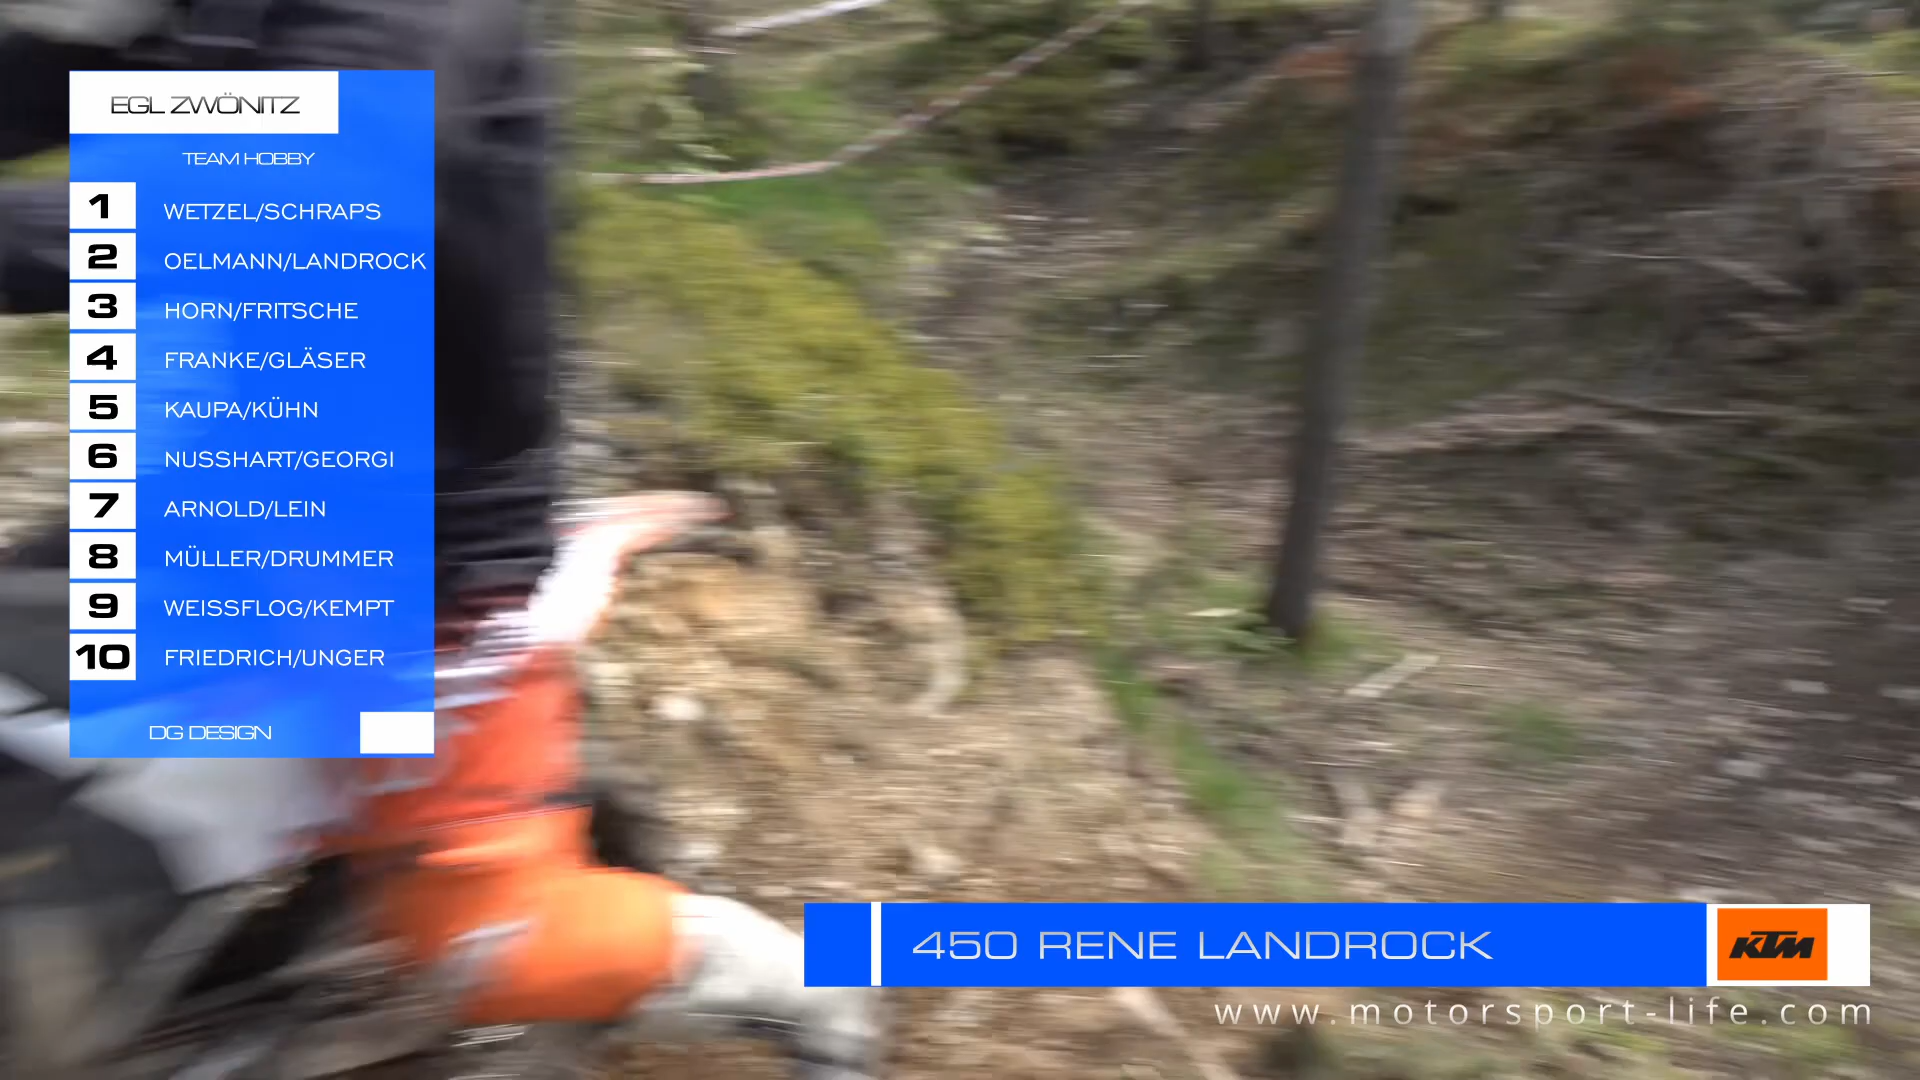 EGL ZWÖNITZ
TEAM HOBBY
1 WETZEL/SCHRAPS
2 OELMANN/LANDROCK
3 HORN/FRITSCHE
4 FRANKE/GLÄSER
5 KAUPA/KÜHN
6 NUSSHART/GEORGI
7 ARNOLD/LEIN
8 MÜLLER/DRUMMER
9 WEISSFLOG/KEMPT
10 FRIEDRICH/UNGER
DG DESIGN
450 RENE LANDROCK
KTM
www.motorsport-life.com